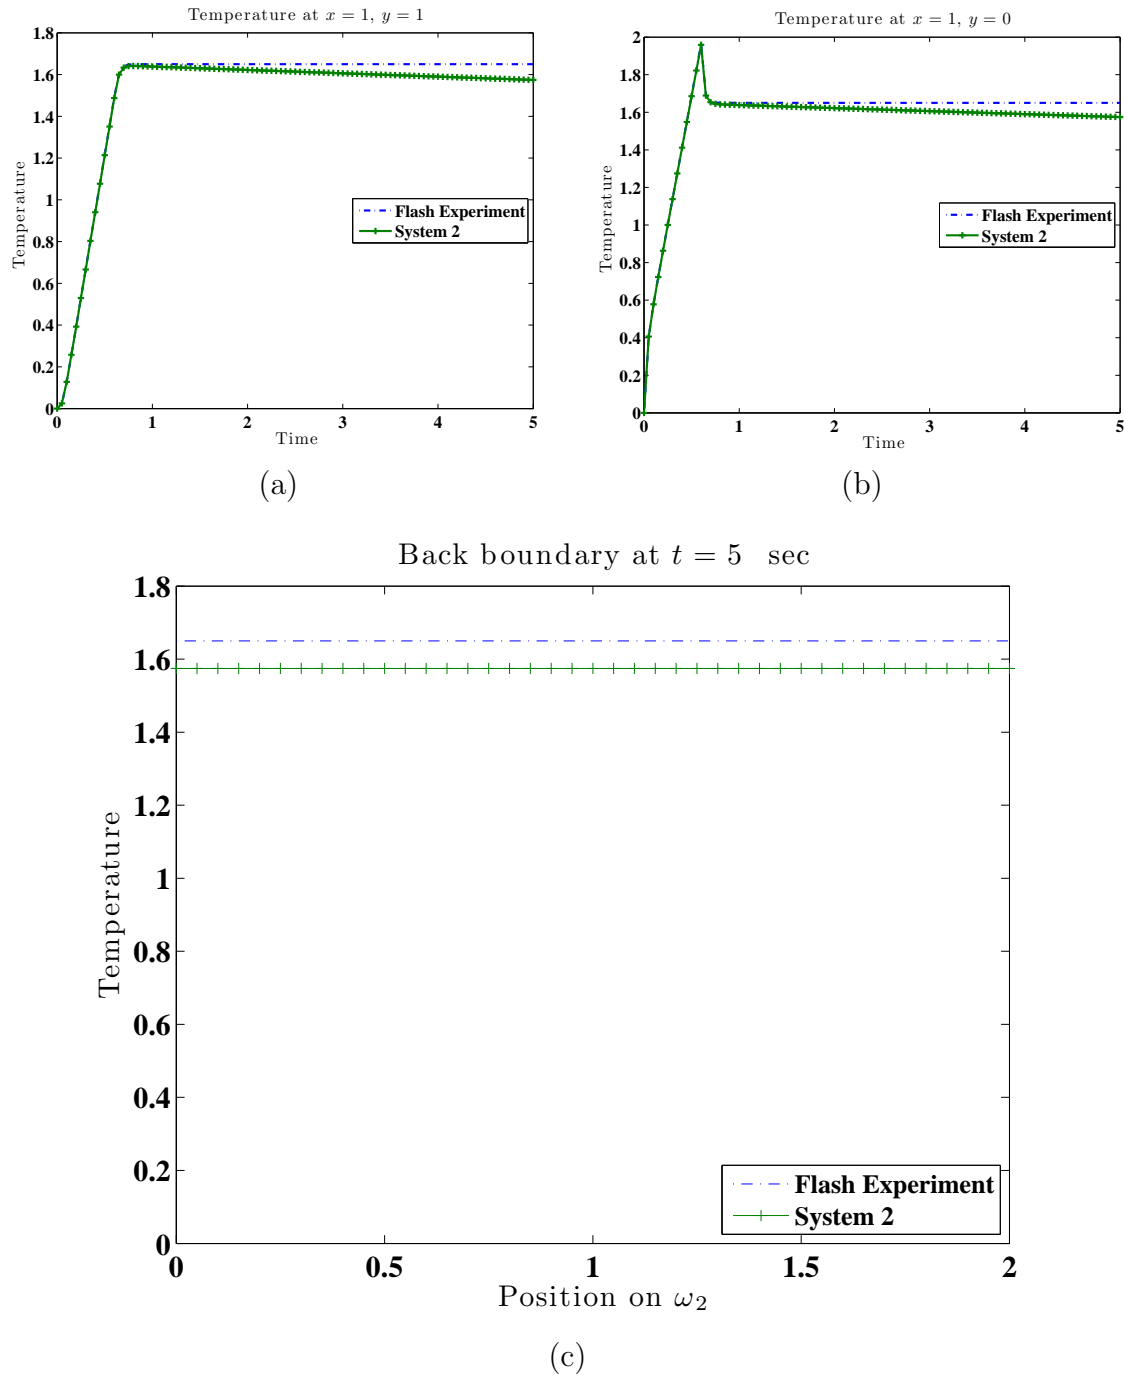 Temperature at x = 1, y = 1
1.8
1.6
1.4
1.2
1
0.8
0.6
0.4
0.2
0
Temperature
Flash Experiment
System 2
0 1 2 3 4 5
Time
(a)
Temperature at x = 1, y = 0
2
1.8
1.6
1.4
1.2
1
0.8
0.6
0.4
0.2
0
Temperature
Flash Experiment
System 2
0 1 2 3 4 5
Time
(b)
Back boundary at t = 5 sec
1.8
1.6
1.4
1.2
1
0.8
0.6
0.4
0.2
0
Temperature
Flash Experiment
System 2
0 0.5 1 1.5 2
Position on ω₂
(c)